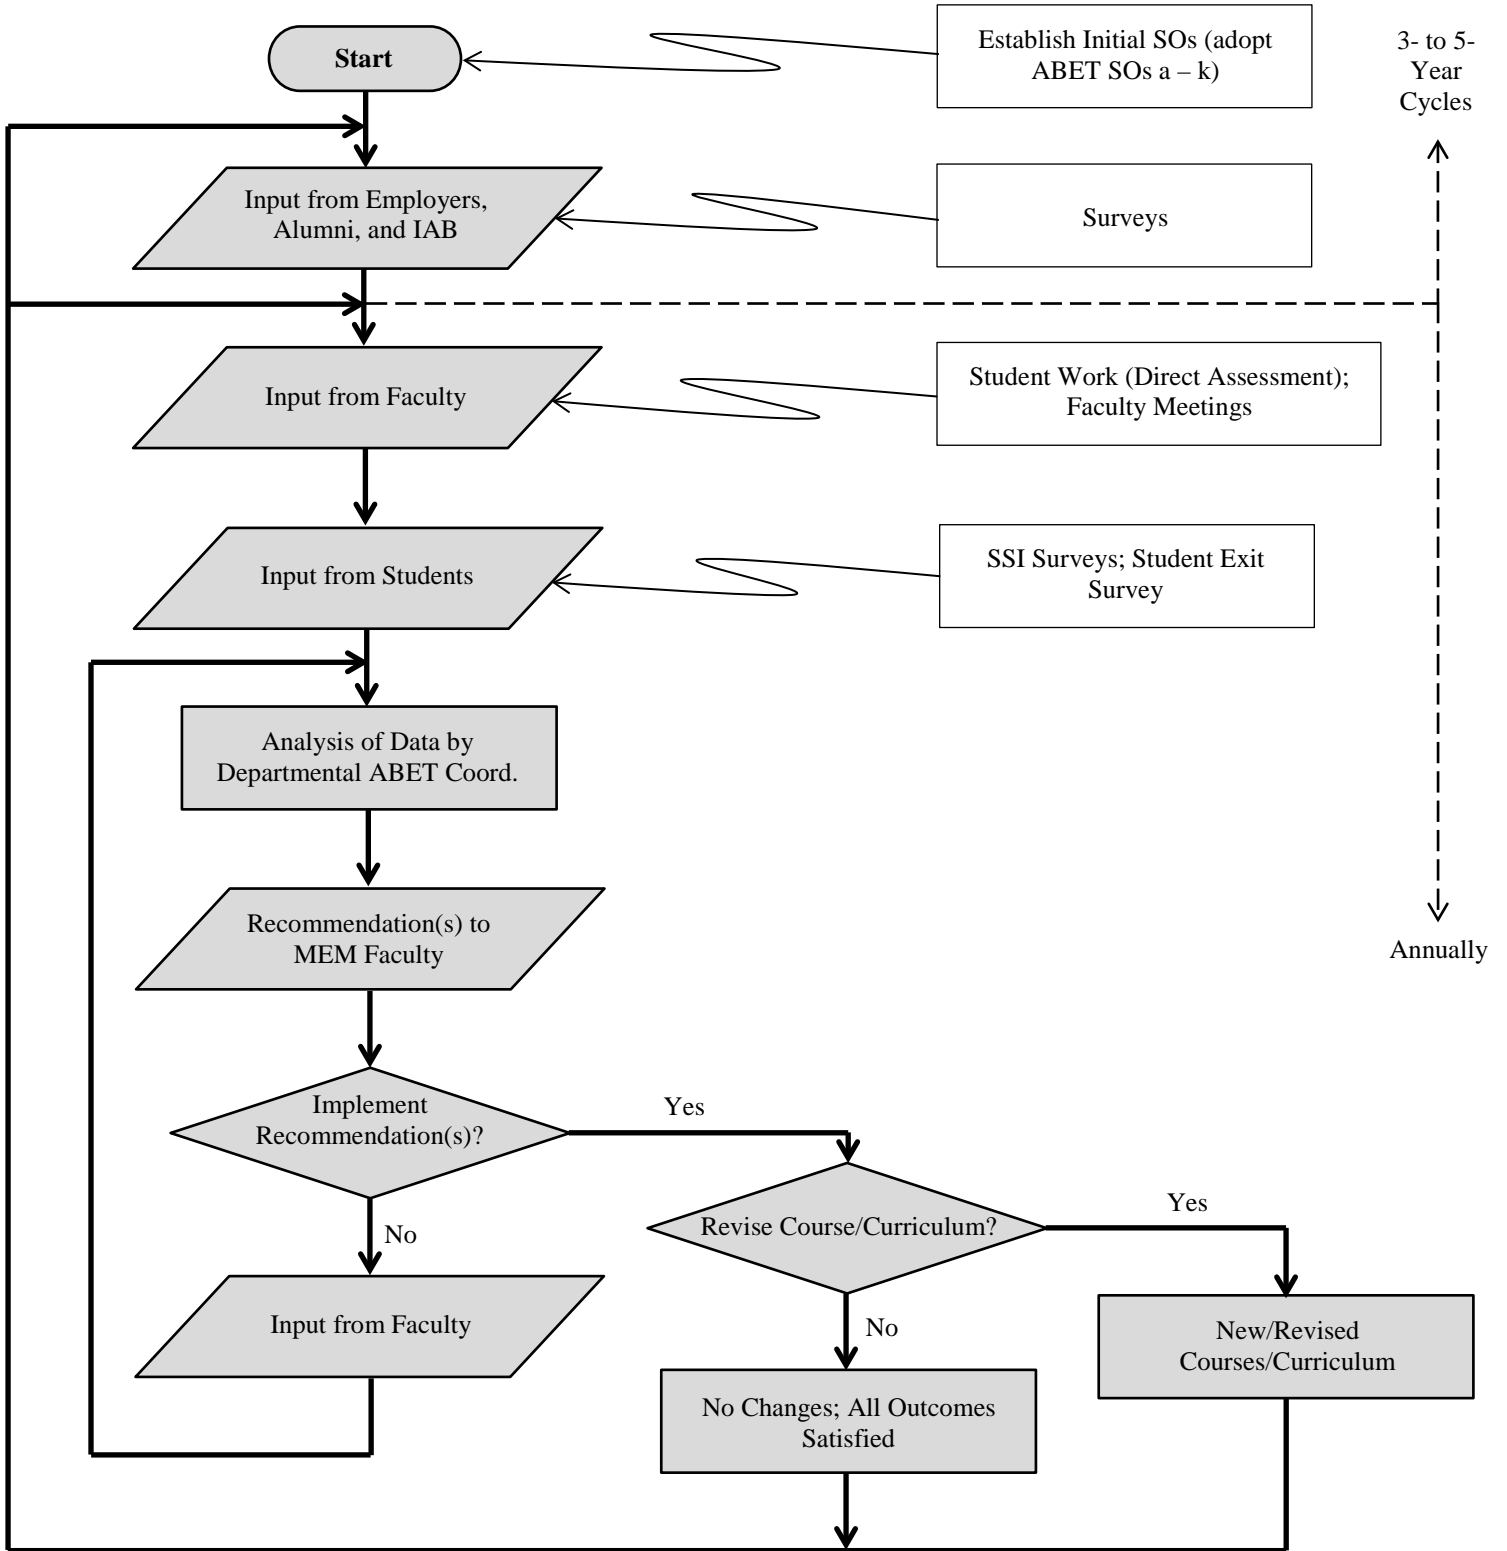 Start
Establish Initial SOs (adopt
ABET SOs a – k)
3- to 5-
Year
Cycles
Input from Employers,
Alumni, and IAB
Surveys
Input from Faculty
Student Work (Direct Assessment);
Faculty Meetings
Input from Students
SSI Surveys; Student Exit
Survey
Analysis of Data by
Departmental ABET Coord.
Recommendation(s) to
MEM Faculty
Annually
Implement
Recommendation(s)?
Yes
No
Revise Course/Curriculum?
Yes
No
Input from Faculty
New/Revised
Courses/Curriculum
No Changes; All Outcomes
Satisfied